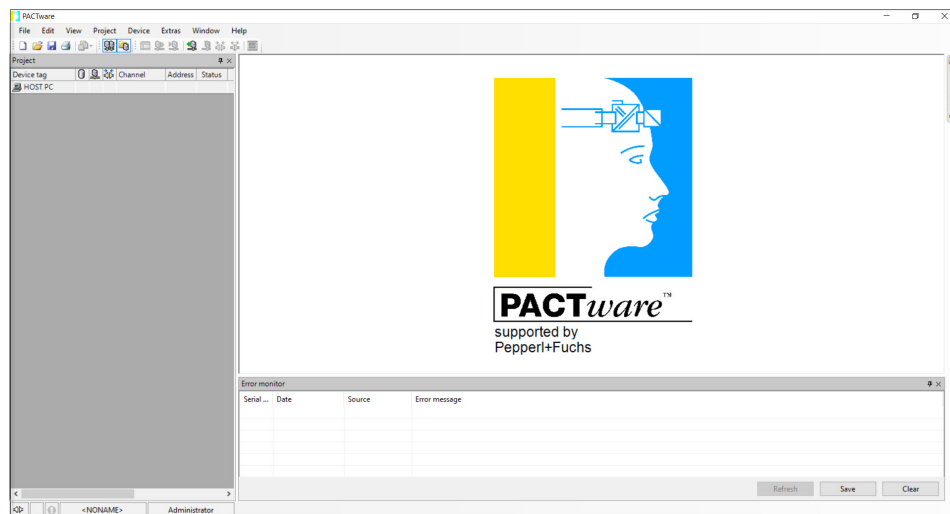 PACTware
File Edit View Project Device Extras Window Help
Project
Device tag Channel Address Status
HOST PC
PACTware™
supported by
Pepperl+Fuchs
Error monitor
Serial ... Date Source Error message
Refresh Save Clear
<NONAME> Administrator